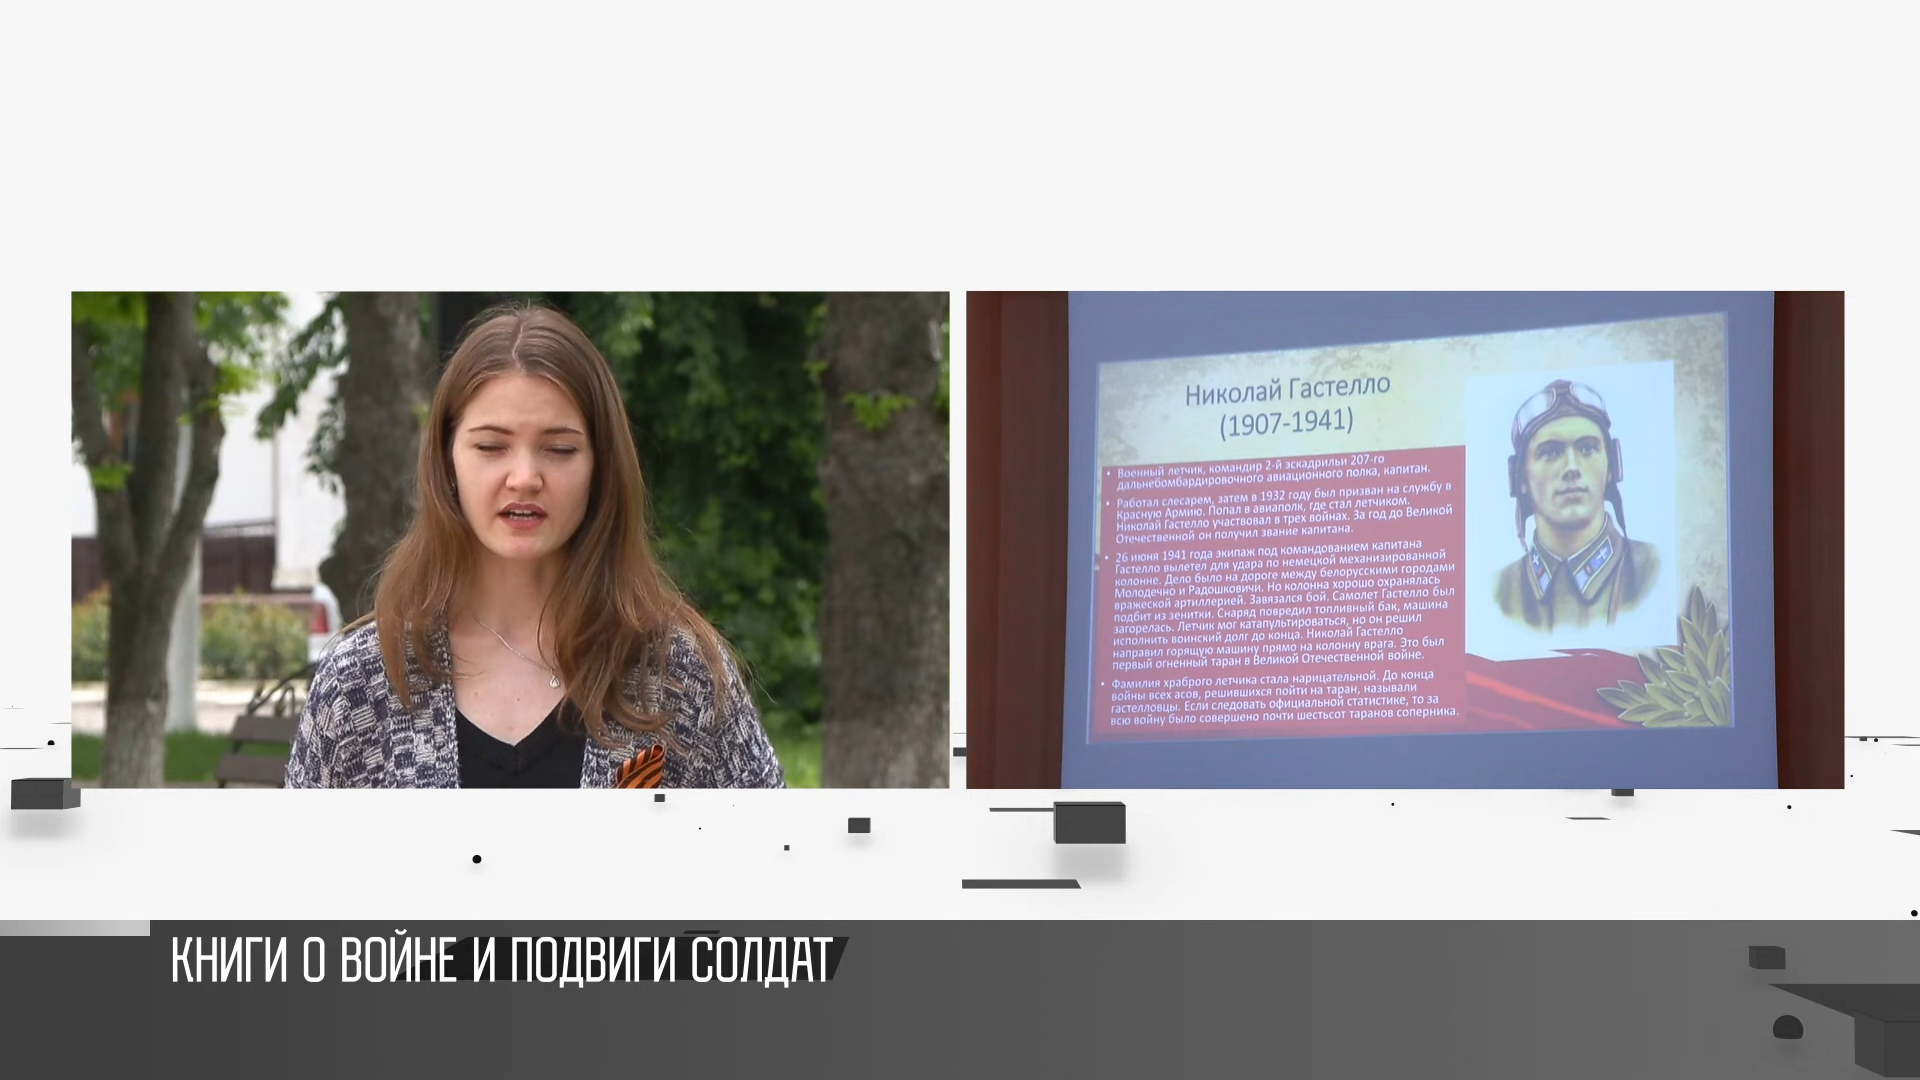 Николай Гастелло
(1907-1941)
• Военный летчик, командир 2-й эскадрильи 207-го
дальнебомбардировочного авиационного полка, капитан.
• Работал слесарем, затем в 1932 году был призван на службу в
Красную Армию. Попал в авиаполк, где стал летчиком.
Николай Гастелло участвовал в трех войнах. За год до Великой
Отечественной он получил звание капитана.
• 26 июня 1941 года экипаж под командованием капитана
Гастелло вылетел для удара по немецкой механизированной
колонне. Дело было на дороге между белорусскими городами
Молодечно и Радошковичи. Но колонна хорошо охранялась
вражеской артиллерией. Завязался бой. Самолет Гастелло был
подбит из зенитки. Снаряд повредил топливный бак, машина
загорелась. Летчик мог катапультироваться, но он решил
исполнить воинский долг до конца. Николай Гастелло
направил горящую машину прямо на колонну врага. Это был
первый огненный таран в Великой Отечественной войне.
• Фамилия храброго летчика стала нарицательной. До конца
войны всех асов, решившихся пойти на таран, называли
гастелловцы. Если следовать официальной статистике, то за
всю войну было совершено почти шестьсот таранов соперника.
КНИГИ О ВОЙНЕ И ПОДВИГИ СОЛДАТ